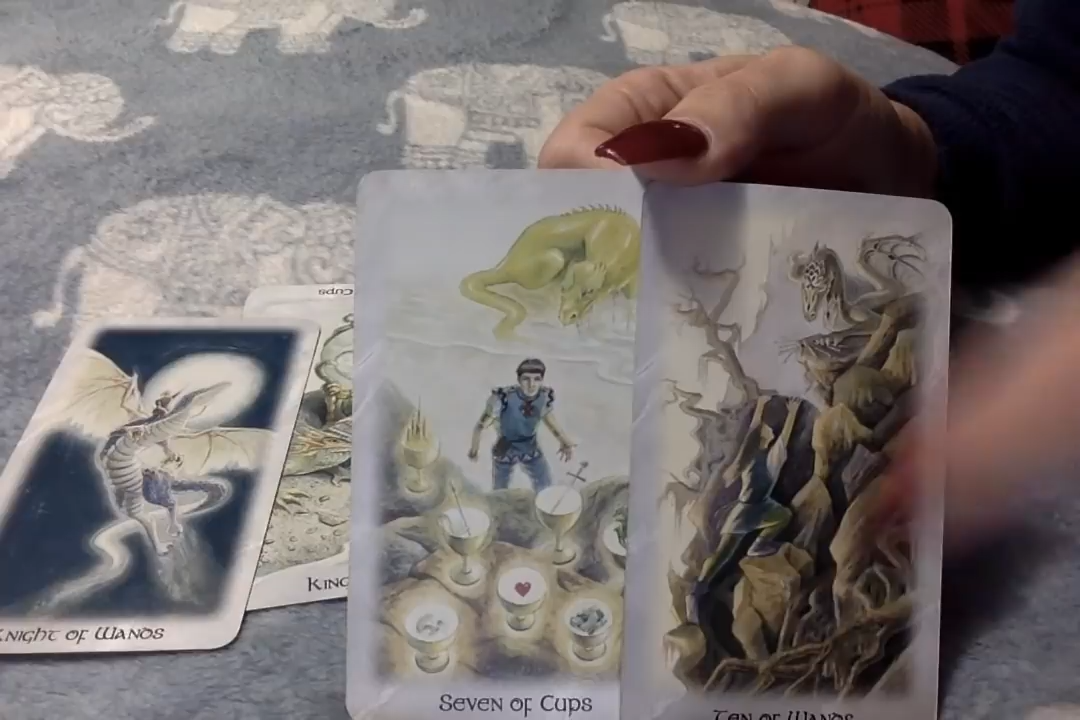 Cups
King
Knight of Wands
Seven of Cups
Ten of Wands